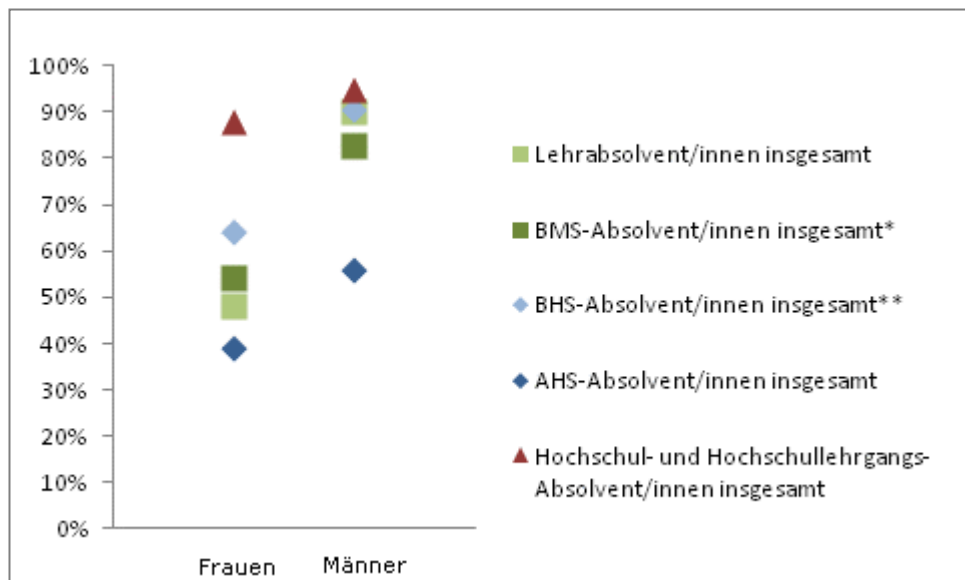 100%
90%
80%
70%
60%
50%
40%
30%
20%
10%
0%
Frauen
Männer
Lehrabsolvent/innen insgesamt
BMS-Absolvent/innen insgesamt*
BHS-Absolvent/innen insgesamt**
AHS-Absolvent/innen insgesamt
Hochschul- und Hochschullehrgangs-
Absolvent/innen insgesamt